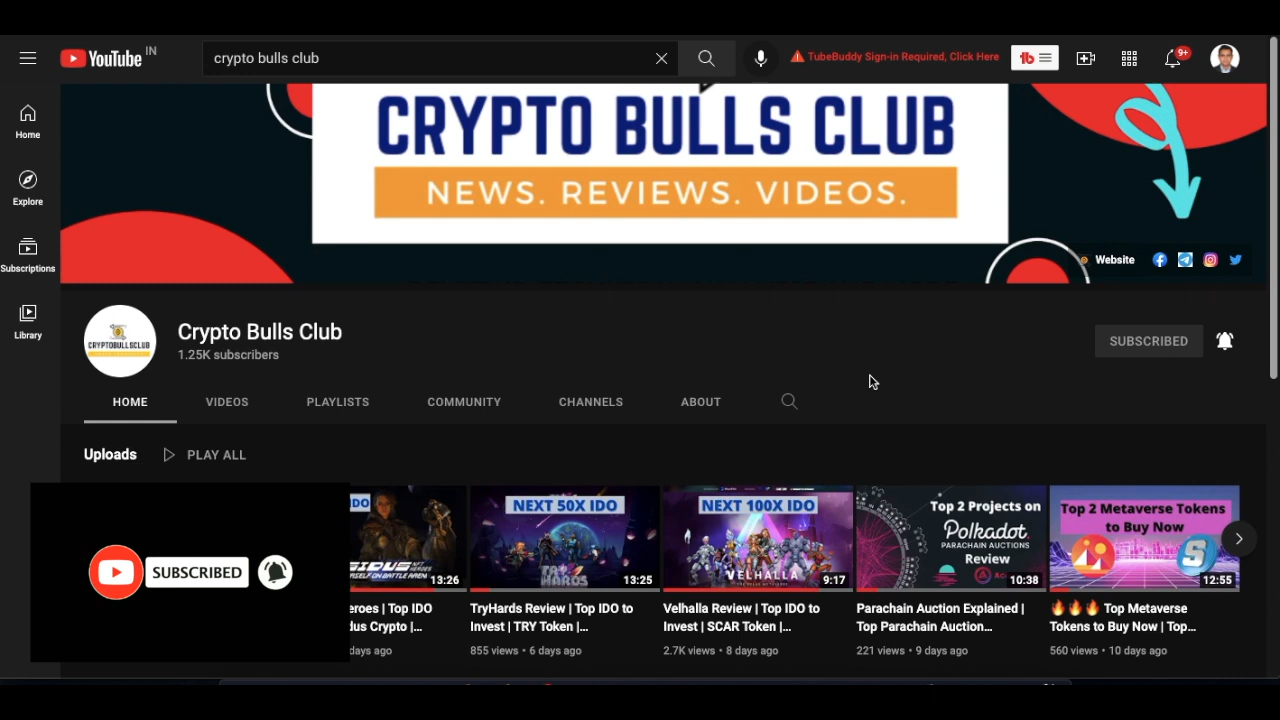 YouTube IN
crypto bulls club
TubeBuddy Sign-in Required, Click Here
tb
9+
Home
Explore
Subscriptions
Library
CRYPTO BULLS CLUB
NEWS. REVIEWS. VIDEOS.
Website
CRYPTOBULLSCLUB
Crypto Bulls Club
1.25K subscribers
SUBSCRIBED
HOME VIDEOS PLAYLISTS COMMUNITY CHANNELS ABOUT
Uploads PLAY ALL
SUBSCRIBED
IDO
13:26
eroes | Top IDO
dus Crypto |...
days ago
NEXT 50X IDO
TRYHARDS
13:25
TryHards Review | Top IDO to
Invest | TRY Token |...
855 views • 6 days ago
NEXT 100X IDO
VELHALLA
9:17
Velhalla Review | Top IDO to
Invest | SCAR Token |...
2.7K views • 8 days ago
Top 2 Projects on
Polkadot.
PARACHAIN AUCTIONS
Review
10:38
Parachain Auction Explained |
Top Parachain Auction...
221 views • 9 days ago
Top 2 Metaverse Tokens
to Buy Now
12:55
🔥🔥🔥 Top Metaverse
Tokens to Buy Now | Top...
560 views • 10 days ago